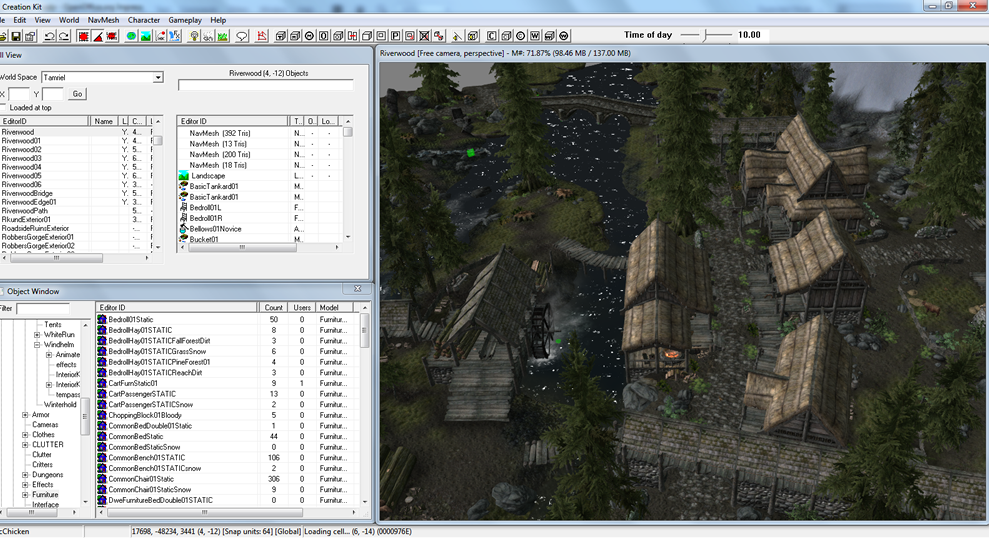 Creation Kit
Edit View World NavMesh Character Gameplay Help
Time of day 10.00
View
World Space Tamriel
X Y Go
Loaded at top
EditorID Name L C... L
Riverwood Y. 4...
Riverwood01 Y. 4...
Riverwood02 Y. 5...
Riverwood03 Y. 6...
Riverwood04 Y. 5...
Riverwood05 Y. 6...
Riverwood06 Y. 3...
RiverwoodBridge Y. 5...
RiverwoodEdge01 Y. 3...
RiverwoodPath 5...
RkundExterior01 3...
RoadsideRuinsExterior
RobbersGorgeExterior01
RobbersGorgeExterior02
Riverwood (4, -12) Objects
Editor ID T... O... Lo...
NavMesh (392 Tris) N... - -
NavMesh (13 Tris) N... - -
NavMesh (200 Tris) N... - -
NavMesh (18 Tris) N... - -
Landscape L... - -
BasicTankard01 M..
BasicTankard01 M..
Bedroll01L F...
Bedroll01R F...
Bellows01Novice A...
Bucket01 M..
Object Window
Filter
Tents
WhiteRun
Windhelm
Animate
effects
Interior
Interior
tempass
Winterhold
Armor
Cameras
Clothes
CLUTTER
Clutter
Critters
Dungeons
Effects
Furniture
Interface
Editor ID Count Users Model
Bedroll01Static 50 0 Furnitur...
BedrollHay01STATIC 8 0 Furnitur...
BedrollHay01STATICFallForestDirt 3 0 Furnitur...
BedrollHay01STATICGrassSnow 6 0 Furnitur...
BedrollHay01STATICPineForest01 4 0 Furnitur...
BedrollHay01STATICReachDirt 3 0 Furnitur...
CartFurnStatic01 9 1 Furnitur...
CartPassengerSTATIC 13 0 Furnitur...
CartPassengerSTATICSnow 2 0 Furnitur...
ChoppingBlock01Bloody 5 0 Furnitur...
CommonBedDouble01Static 1 0 Furnitur...
CommonBedStatic 44 0 Furnitur...
CommonBedStaticSnow 0 0 Furnitur...
CommonBench01STATIC 106 0 Furnitur...
CommonBench01STATICsnow 2 0 Furnitur...
CommonChair01Static 306 0 Furnitur...
CommonChair01StaticSnow 9 0 Furnitur...
DweFurnitureBedDouble01STATIC 0 0 Furnitur...
Riverwood [Free camera, perspective] - M#: 71.87% (98.46 MB / 137.00 MB)
cChicken 17698, -48234, 3441 (4, -12) [Snap units: 64] [Global] Loading cell... (6, -14) (0000976E)